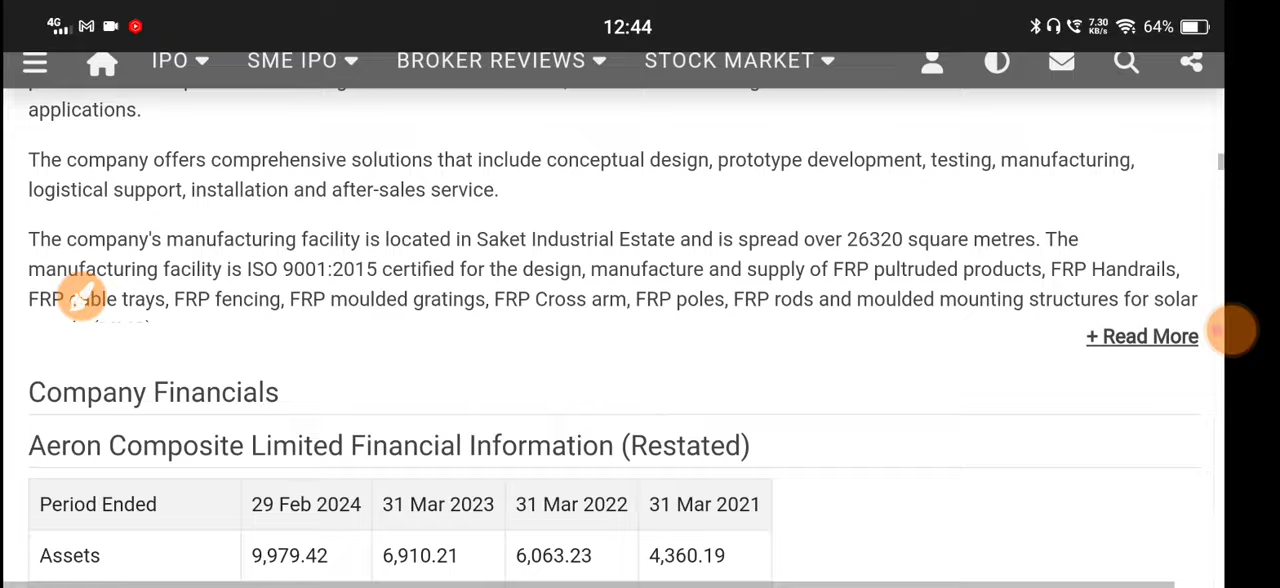 4G 12:44 7.30 KB/s 64%
IPO SME IPO BROKER REVIEWS STOCK MARKET
applications.
The company offers comprehensive solutions that include conceptual design, prototype development, testing, manufacturing,
logistical support, installation and after-sales service.
The company's manufacturing facility is located in Saket Industrial Estate and is spread over 26320 square metres. The
manufacturing facility is ISO 9001:2015 certified for the design, manufacture and supply of FRP pultruded products, FRP Handrails,
FRP cable trays, FRP fencing, FRP moulded gratings, FRP Cross arm, FRP poles, FRP rods and moulded mounting structures for solar
+ Read More
Company Financials
Aeron Composite Limited Financial Information (Restated)
Period Ended 29 Feb 2024 31 Mar 2023 31 Mar 2022 31 Mar 2021
Assets 9,979.42 6,910.21 6,063.23 4,360.19